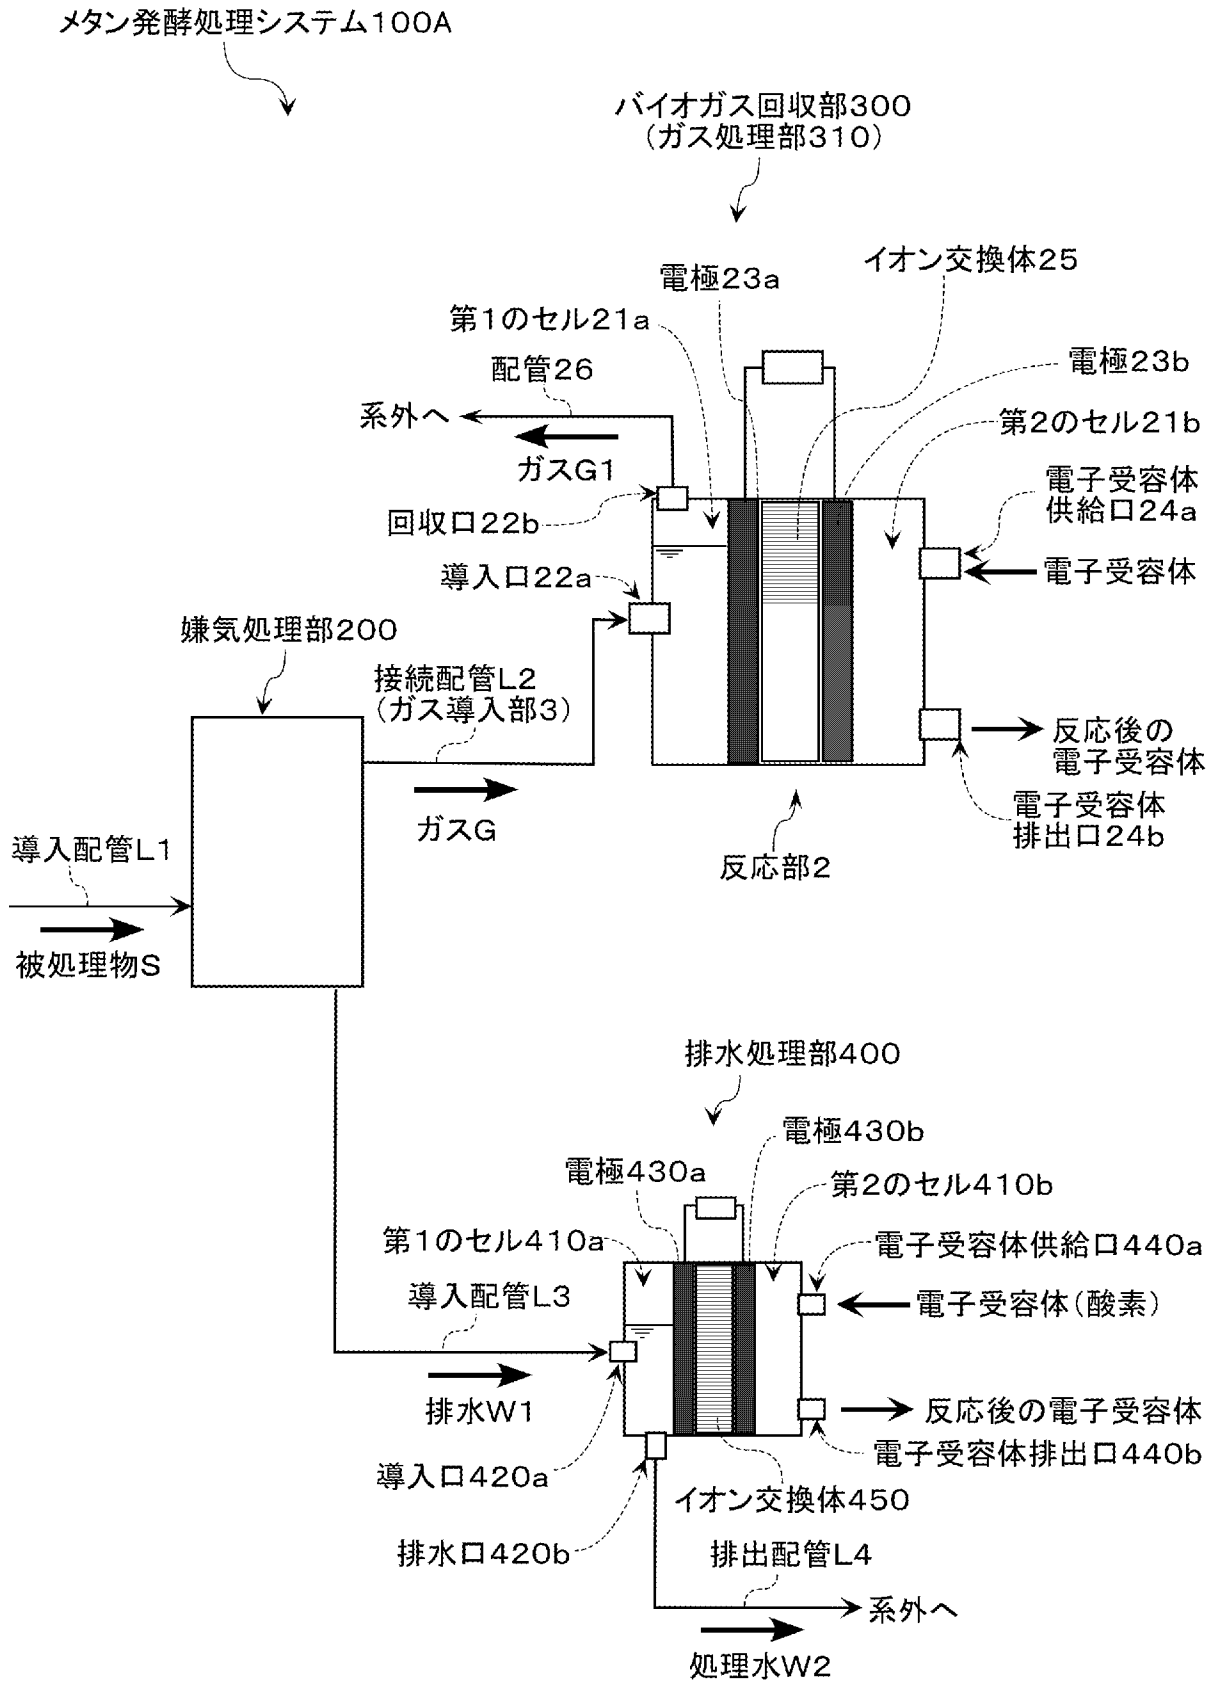 メタン発酵処理システム100A
バイオガス回収部300
(ガス処理部310)
イオン交換体25
電極23a
第1のセル21a
配管26
電極23b
系外へ
第2のセル21b
ガスG1
電子受容体
供給口24a
回収口22b
導入口22a
電子受容体
嫌気処理部200
接続配管L2
(ガス導入部3)
反応後の
電子受容体
ガスG
電子受容体
排出口24b
導入配管L1
反応部2
被処理物S
排水処理部400
電極430b
電極430a
第2のセル410b
第1のセル410a
電子受容体供給口440a
導入配管L3
電子受容体(酸素)
排水W1
反応後の電子受容体
電子受容体排出口440b
導入口420a
イオン交換体450
排水口420b
排出配管L4
系外へ
処理水W2